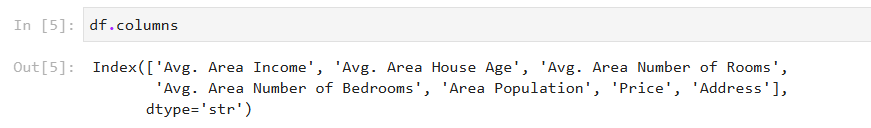 In [5]: df.columns
Out[5]: Index(['Avg. Area Income', 'Avg. Area House Age', 'Avg. Area Number of Rooms',
'Avg. Area Number of Bedrooms', 'Area Population', 'Price', 'Address'],
dtype='str')